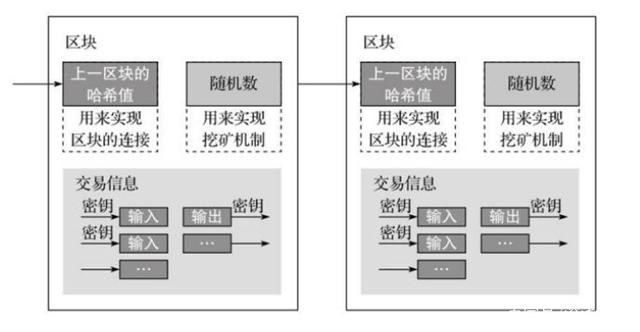 区块
上一区块的
哈希值
随机数
用来实现
区块的连接
用来实现
挖矿机制
交易信息
密钥
输入
输出
密钥
密钥
输入
…
…
区块
上一区块的
哈希值
随机数
用来实现
区块的连接
用来实现
挖矿机制
交易信息
密钥
输入
输出
密钥
密钥
输入
…
…